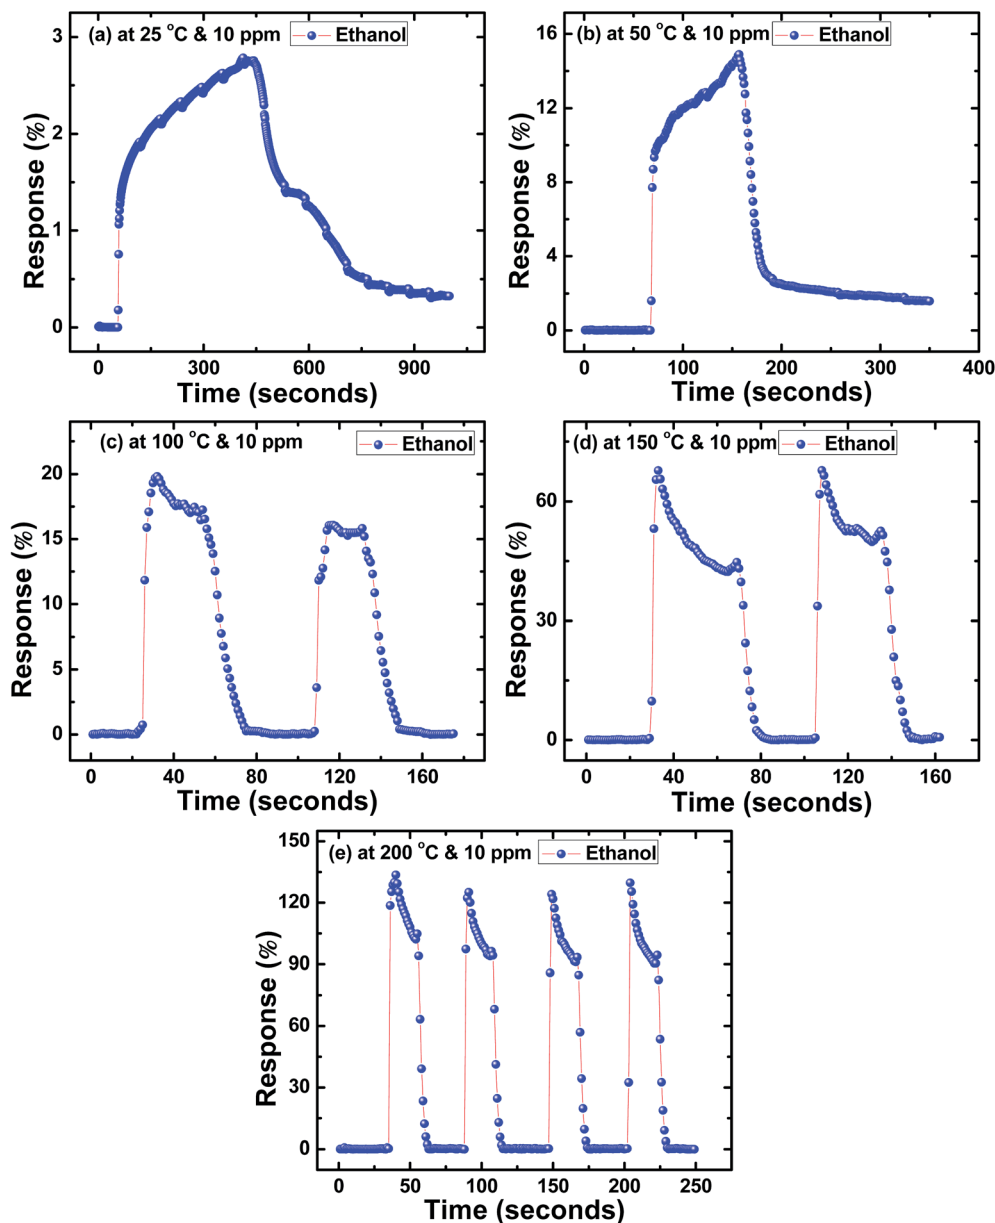 (a) at 25 °C & 10 ppm
Ethanol
3
2
1
0
Response (%)
0 300 600 900
Time (seconds)
(b) at 50 °C & 10 ppm
Ethanol
16
12
8
4
0
Response (%)
0 100 200 300 400
Time (seconds)
(c) at 100 °C & 10 ppm
Ethanol
20
15
10
5
0
Response (%)
0 40 80 120 160
Time (seconds)
(d) at 150 °C & 10 ppm
Ethanol
60
30
0
Response (%)
0 40 80 120 160
Time (seconds)
(e) at 200 °C & 10 ppm
Ethanol
150
120
90
60
30
0
Response (%)
0 50 100 150 200 250
Time (seconds)